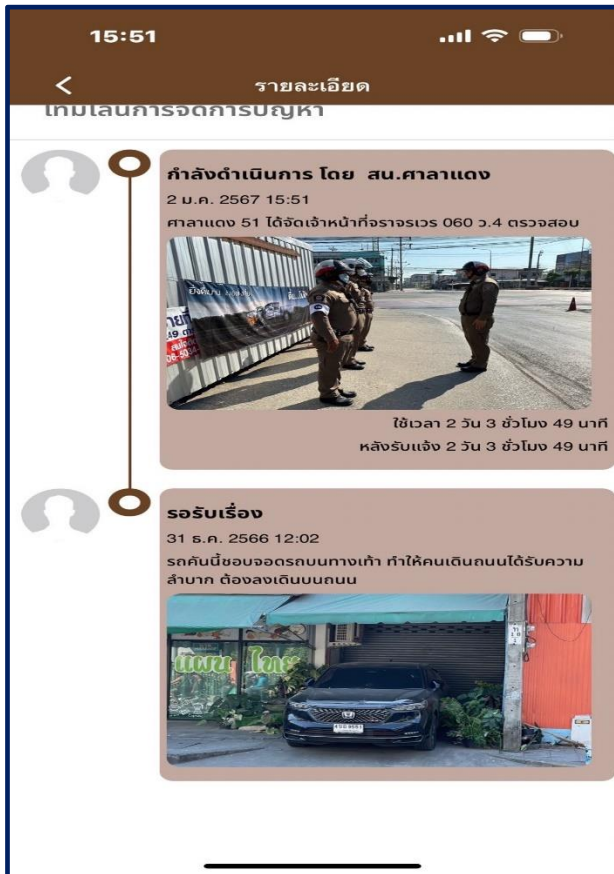 15:51
รายละเอียด
ไทม์ไลน์การจัดการปัญหา
กำลังดำเนินการ โดย สน.ศาลาแดง
2 ม.ค. 2567 15:51
ศาลาแดง 51 ได้จัดเจ้าหน้าที่จราจรเวร 060 ว.4 ตรวจสอบ
ใช้เวลา 2 วัน 3 ชั่วโมง 49 นาที
หลังรับแจ้ง 2 วัน 3 ชั่วโมง 49 นาที
รอรับเรื่อง
31 ธ.ค. 2566 12:02
รถคันนี้ชอบจอดรถบนทางเท้า ทำให้คนเดินถนนได้รับความ
ลำบาก ต้องลงเดินบนถนน
แผน ไทย